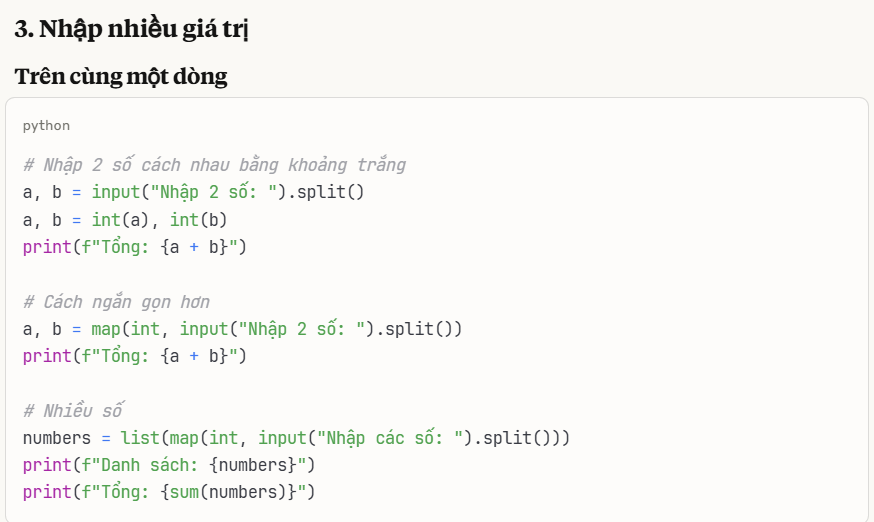 3. Nhập nhiều giá trị
Trên cùng một dòng
python
# Nhập 2 số cách nhau bằng khoảng trắng
a, b = input("Nhập 2 số: ").split()
a, b = int(a), int(b)
print(f"Tổng: {a + b}")
# Cách ngắn gọn hơn
a, b = map(int, input("Nhập 2 số: ").split())
print(f"Tổng: {a + b}")
# Nhiều số
numbers = list(map(int, input("Nhập các số: ").split()))
print(f"Danh sách: {numbers}")
print(f"Tổng: {sum(numbers)}")